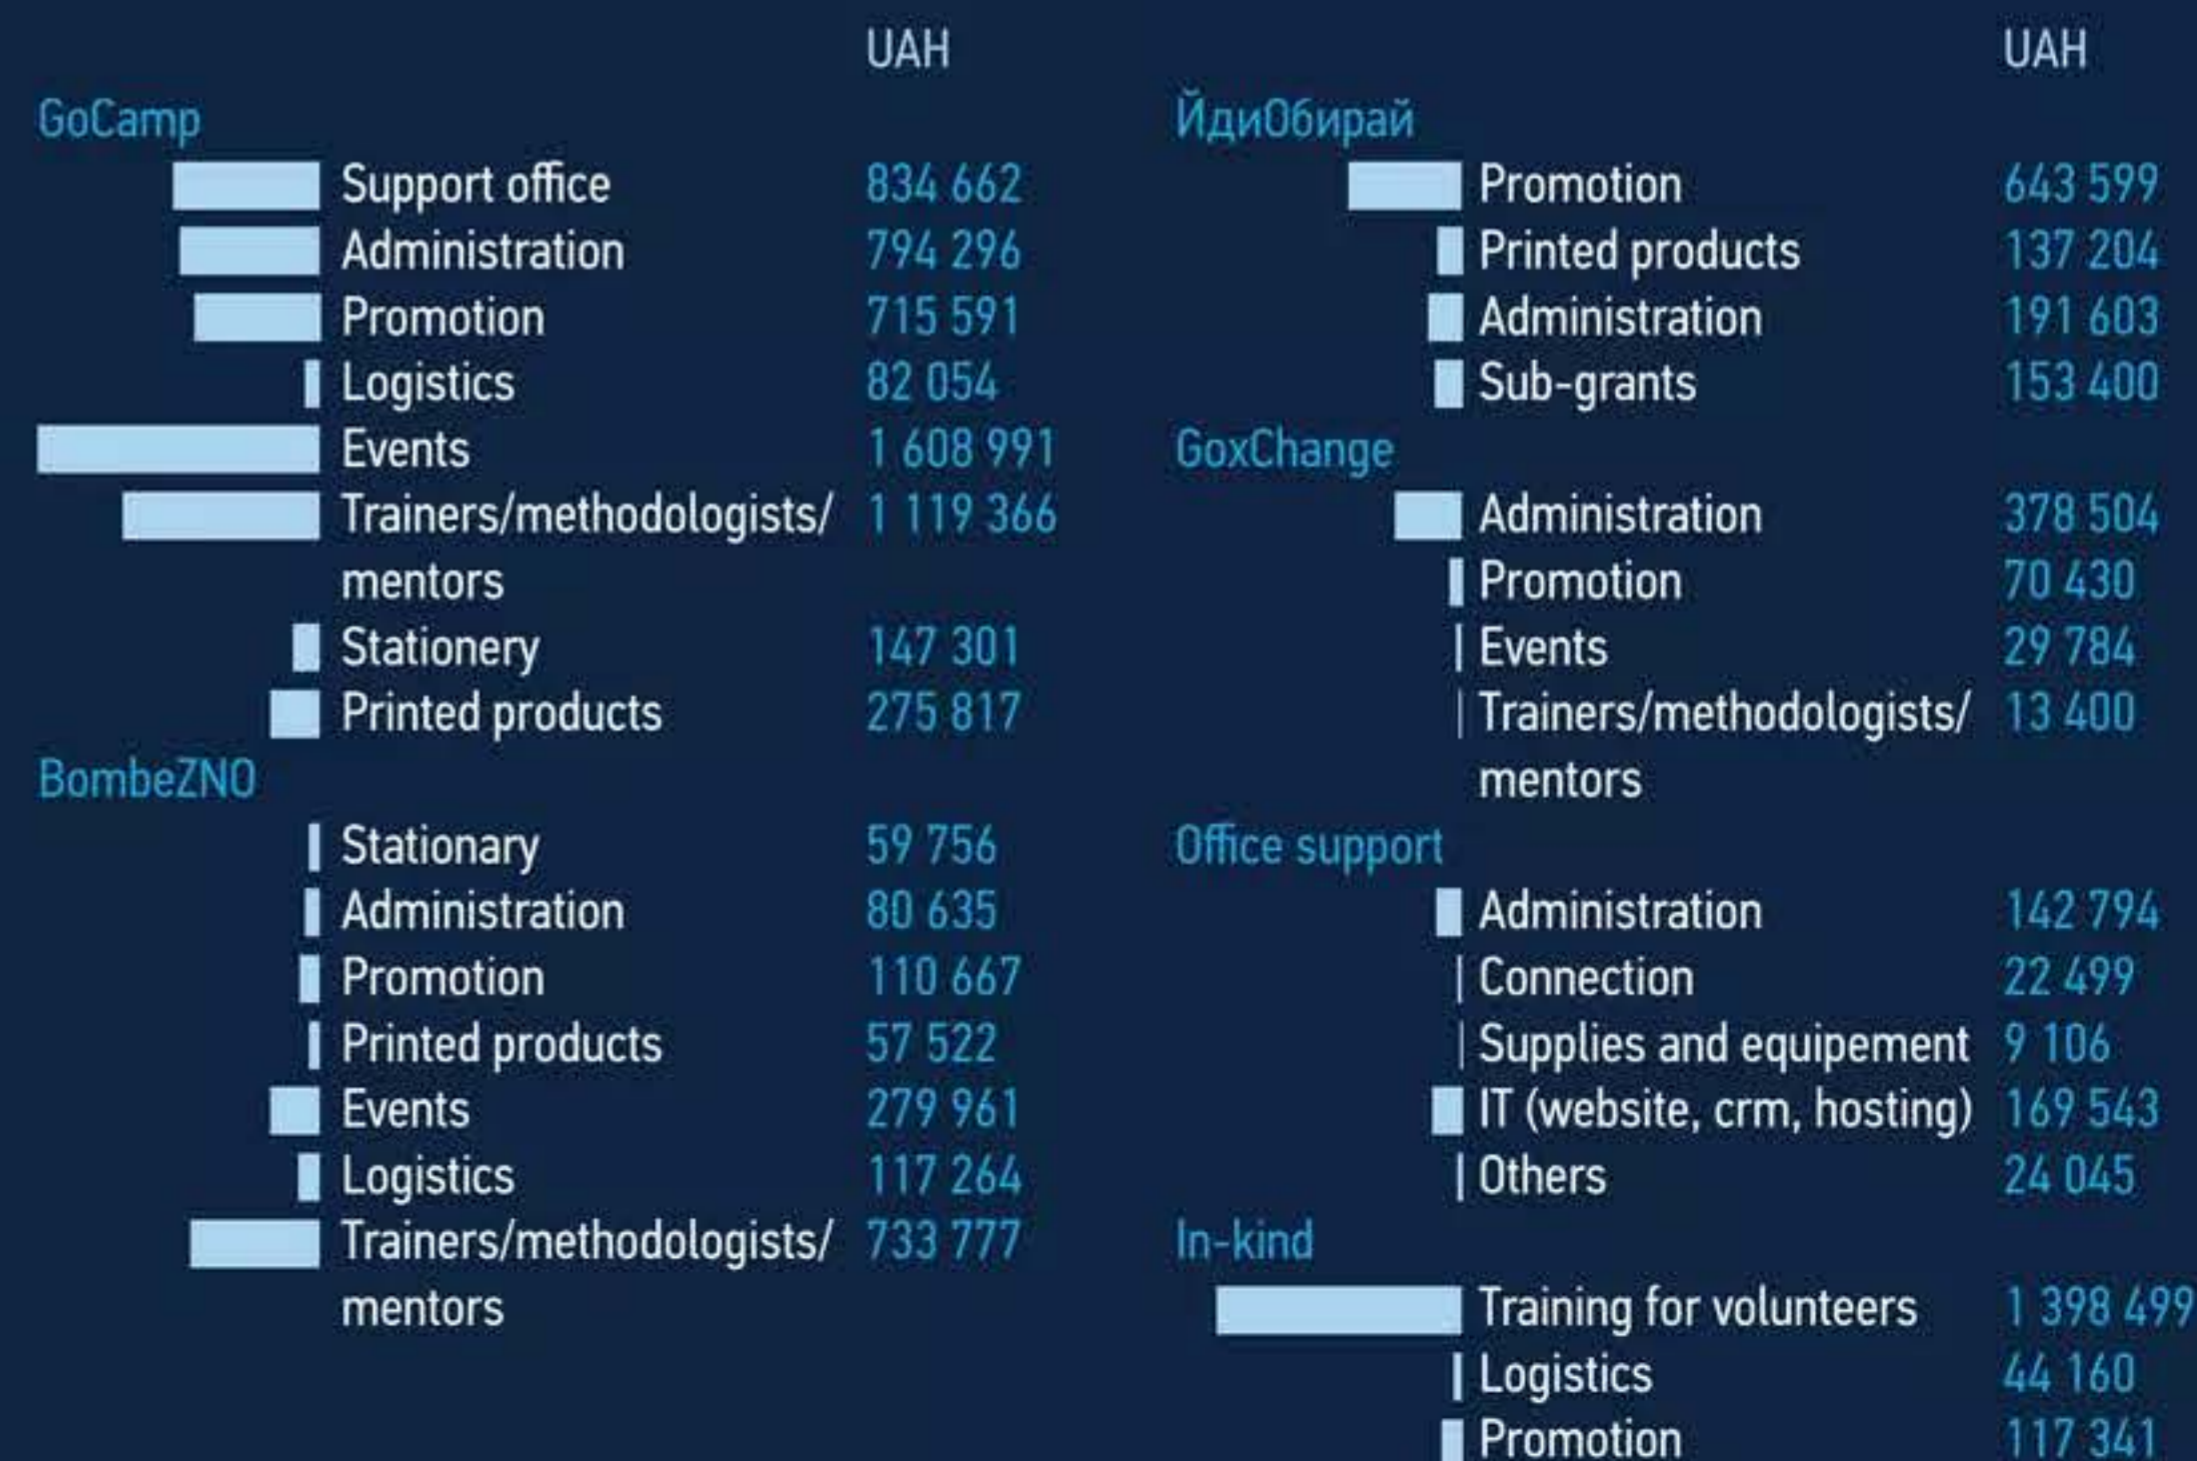 UAH
GoCamp
Support office 834 662
Administration 794 296
Promotion 715 591
Logistics 82 054
Events 1 608 991
Trainers/methodologists/ 1 119 366
mentors
Stationery 147 301
Printed products 275 817
BombeZNO
Stationary 59 756
Administration 80 635
Promotion 110 667
Printed products 57 522
Events 279 961
Logistics 117 264
Trainers/methodologists/ 733 777
mentors
UAH
ЙдиОбирай
Promotion 643 599
Printed products 137 204
Administration 191 603
Sub-grants 153 400
GoxChange
Administration 378 504
Promotion 70 430
Events 29 784
Trainers/methodologists/ 13 400
mentors
Office support
Administration 142 794
Connection 22 499
Supplies and equipement 9 106
IT (website, crm, hosting) 169 543
Others 24 045
In-kind
Training for volunteers 1 398 499
Logistics 44 160
Promotion 117 341